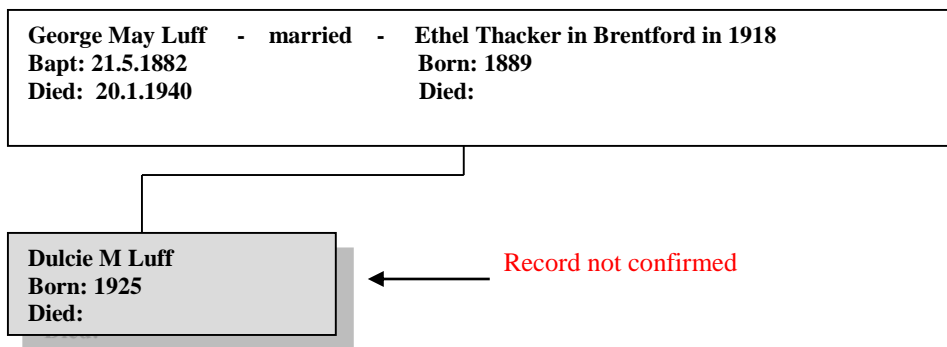 George May Luff - married - Ethel Thacker in Brentford in 1918
Bapt: 21.5.1882 Born: 1889
Died: 20.1.1940 Died:
Dulcie M Luff
Born: 1925
Died:
Record not confirmed